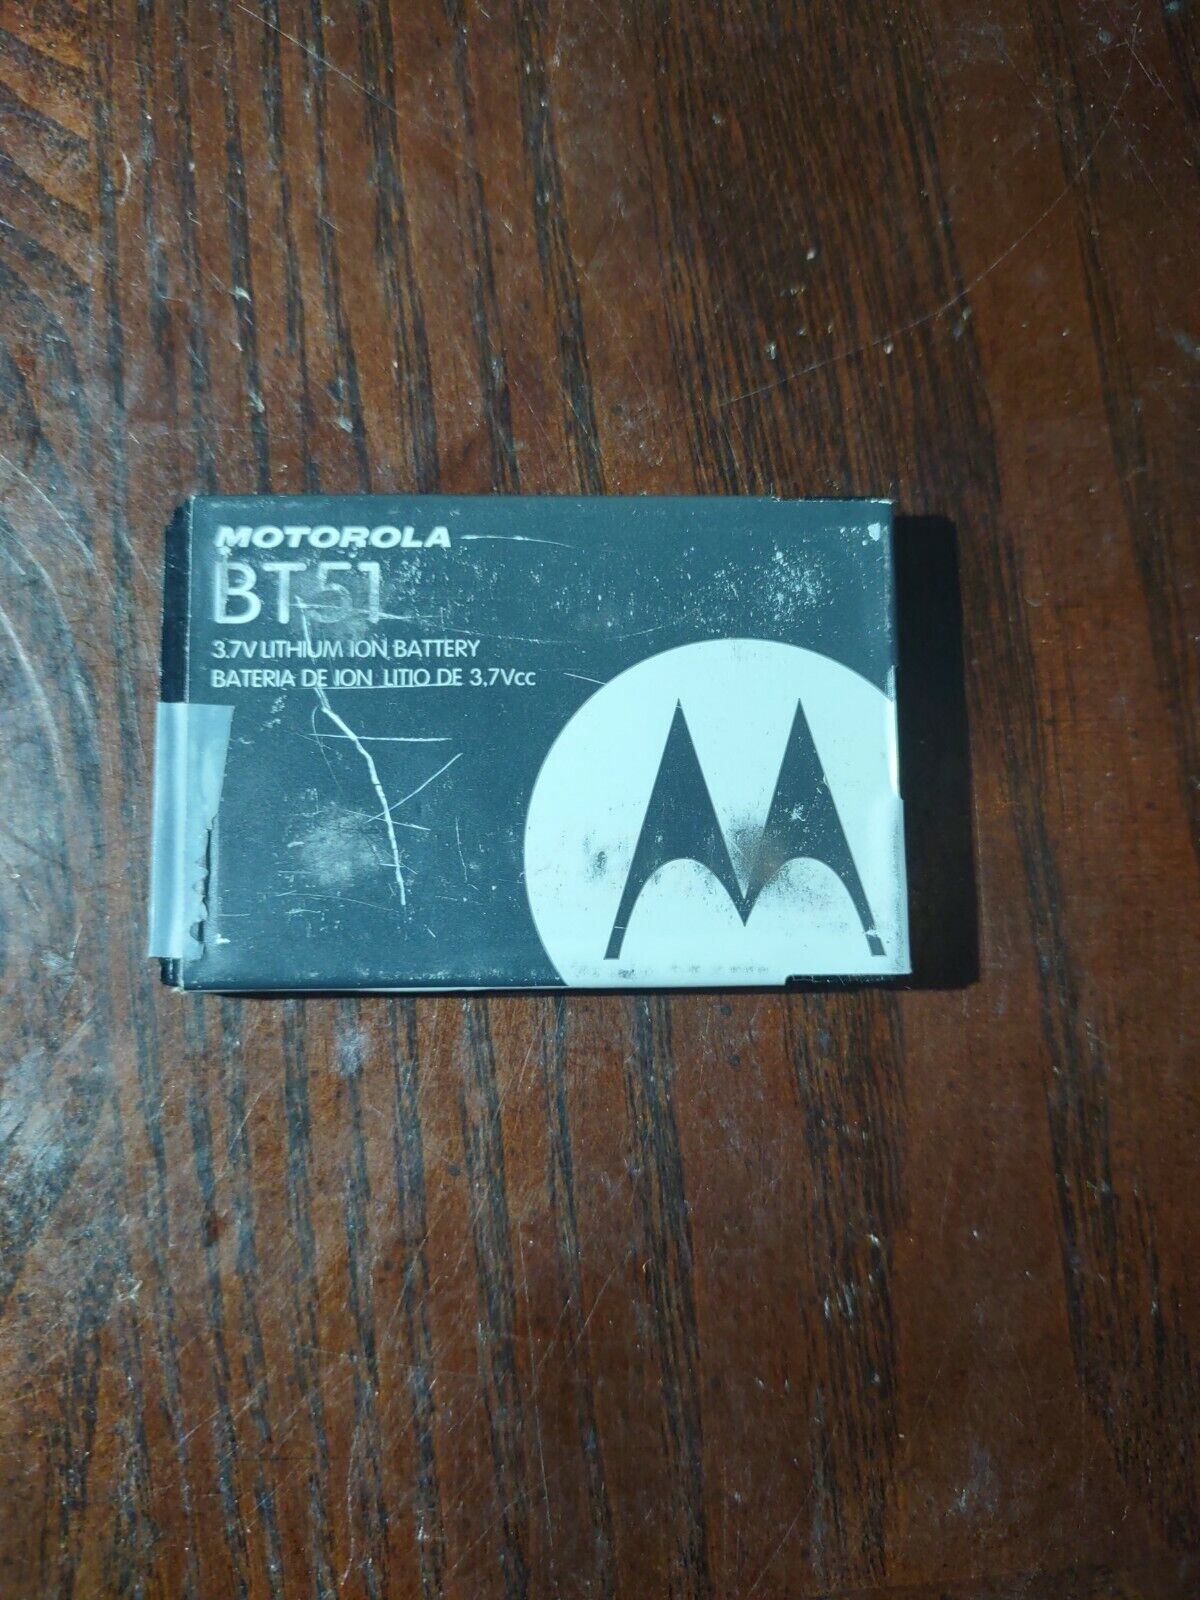 MOTOROLA
BT51
3.7V LITHIUM ION BATTERY
BATERIA DE ION LITIO DE 3,7Vcc